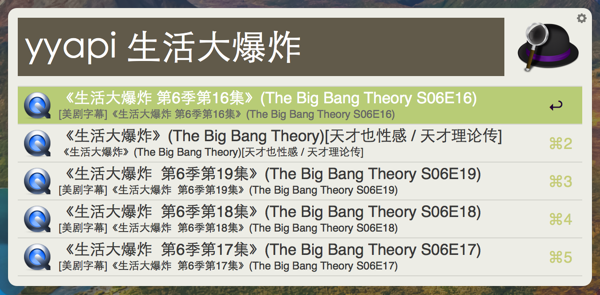 yyapi 生活大爆炸
《生活大爆炸 第6季第16集》(The Big Bang Theory S06E16)
[美剧字幕]《生活大爆炸 第6季第16集》(The Big Bang Theory S06E16)
《生活大爆炸》(The Big Bang Theory)[天才也性感 / 天才理论传]
《生活大爆炸》(The Big Bang Theory)[天才也性感 / 天才理论传]
⌘2
《生活大爆炸 第6季第19集》(The Big Bang Theory S06E19)
[美剧字幕]《生活大爆炸 第6季第19集》(The Big Bang Theory S06E19)
⌘3
《生活大爆炸 第6季第18集》(The Big Bang Theory S06E18)
[美剧字幕]《生活大爆炸 第6季第18集》(The Big Bang Theory S06E18)
⌘4
《生活大爆炸 第6季第17集》(The Big Bang Theory S06E17)
[美剧字幕]《生活大爆炸 第6季第17集》(The Big Bang Theory S06E17)
⌘5